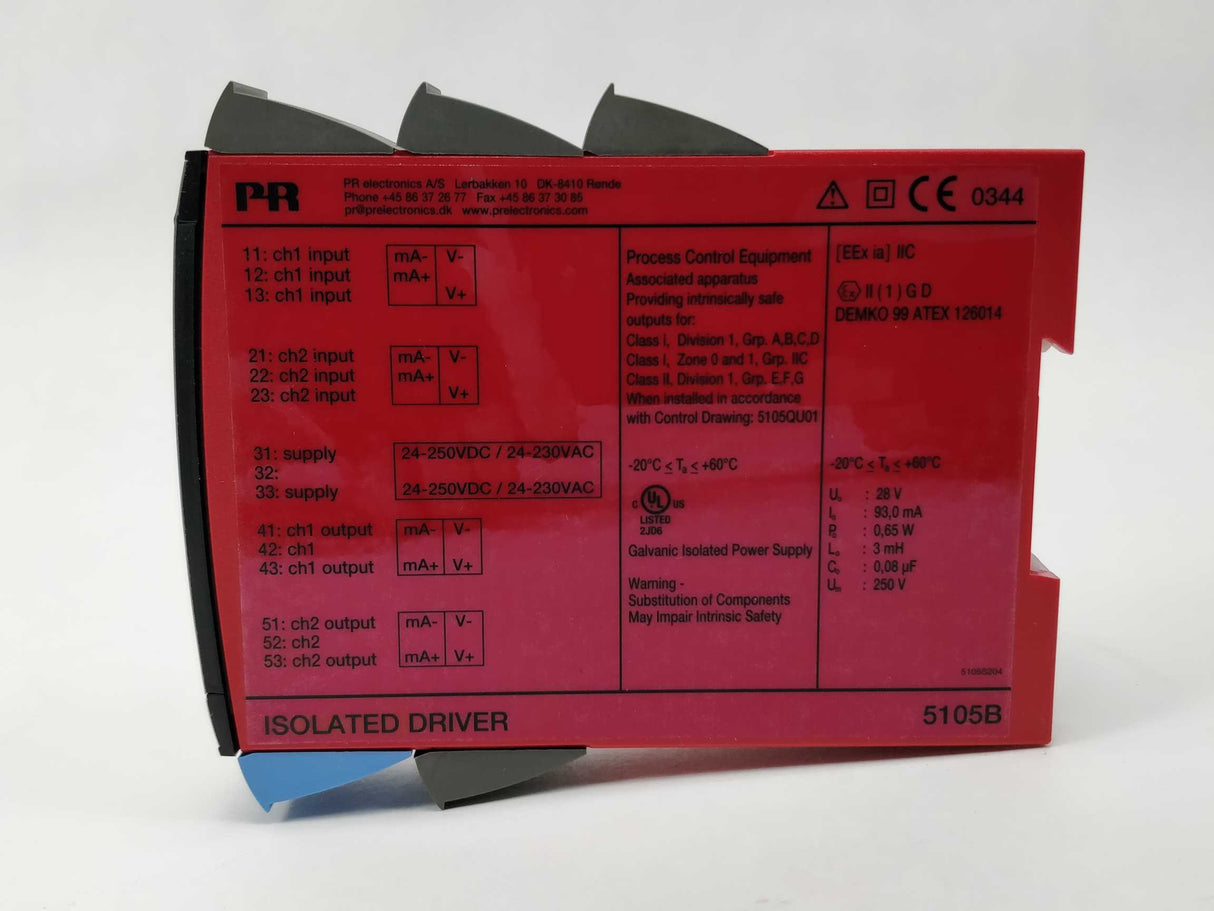 PR
PR electronics A/S Lerbakken 10 DK-8410 Rønde
Phone +45 86 37 26 77 Fax +45 86 37 30 85
pr@prelectronics.dk www.prelectronics.com
CE 0344
11: ch1 input mA- V-
12: ch1 input mA+
13: ch1 input V+
21: ch2 input mA- V-
22: ch2 input mA+
23: ch2 input V+
31: supply 24-250VDC / 24-230VAC
32:
33: supply 24-250VDC / 24-230VAC
41: ch1 output mA- V-
42: ch1
43: ch1 output mA+ V+
51: ch2 output mA- V-
52: ch2
53: ch2 output mA+ V+
Process Control Equipment
Associated apparatus
Providing intrinsically safe
outputs for:
Class I, Division 1, Grp. A,B,C,D
Class I, Zone 0 and 1, Grp. IIC
Class II, Division 1, Grp. E,F,G
When installed in accordance
with Control Drawing: 5105QU01
-20°C ≤ Ta ≤ +60°C
C UL US
LISTED
2JD6
Galvanic Isolated Power Supply
Warning -
Substitution of Components
May Impair Intrinsic Safety
[EEx ia] IIC
Ex II (1) G D
DEMKO 99 ATEX 126014
-20°C ≤ Ta ≤ +60°C
Uo : 28 V
Io : 93,0 mA
Po : 0,65 W
Lo : 3 mH
Co : 0,08 µF
Um : 250 V
5105S204
ISOLATED DRIVER 5105B